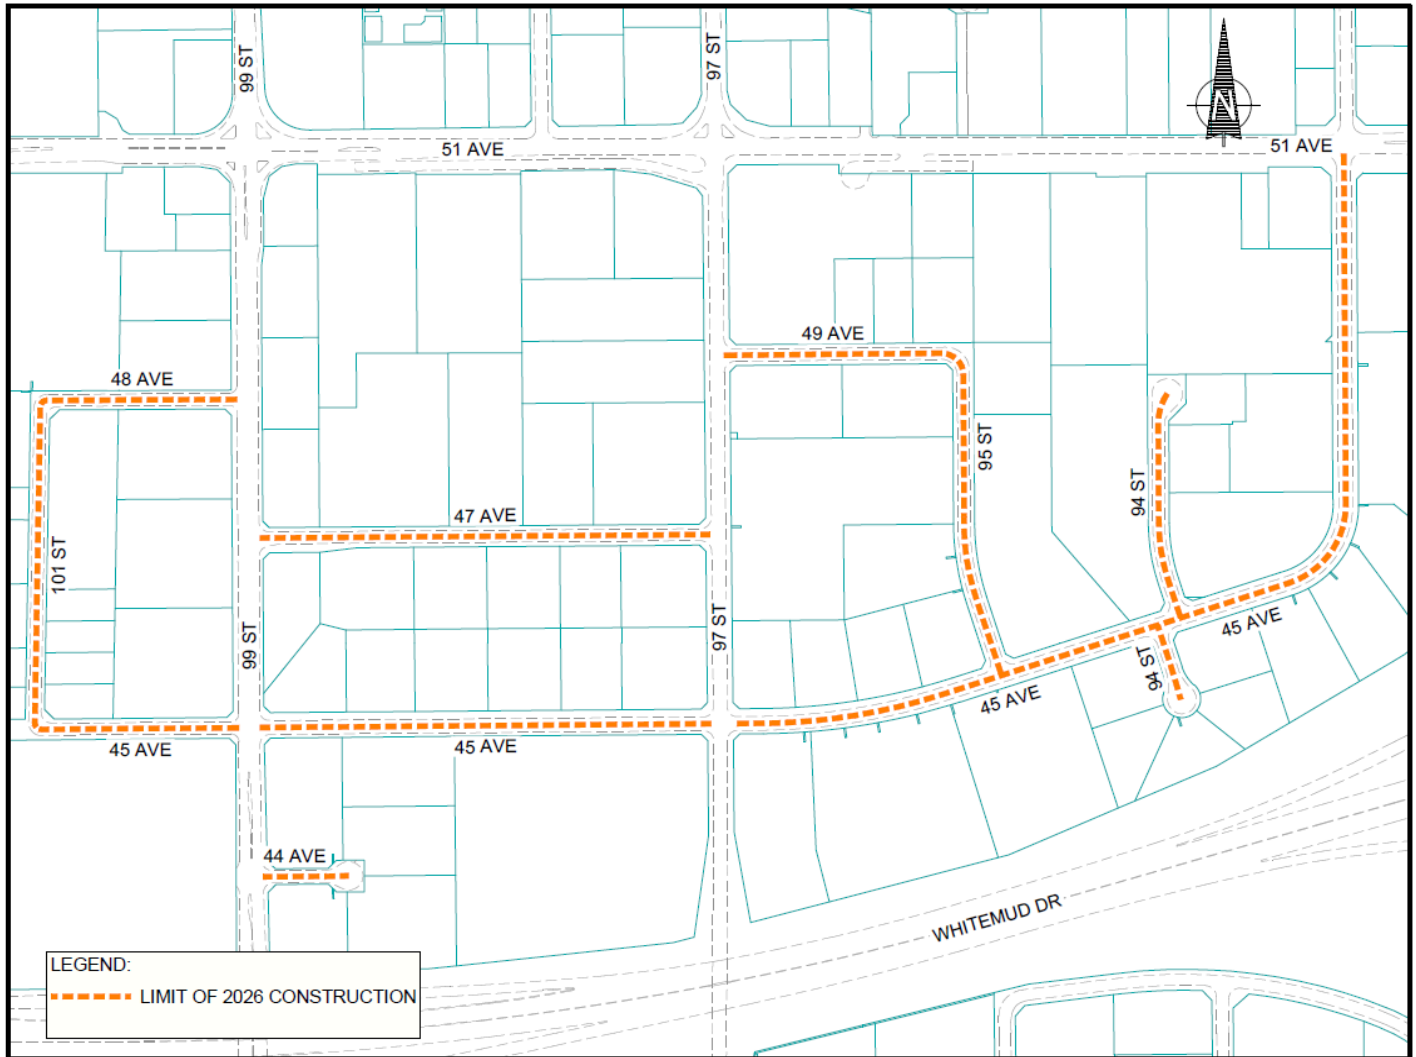 99 ST
97 ST
N
51 AVE
51 AVE
49 AVE
48 AVE
95 ST
94 ST
47 AVE
101 ST
99 ST
97 ST
45 AVE
94 ST
45 AVE
45 AVE
45 AVE
44 AVE
WHITEMUD DR
LEGEND:
LIMIT OF 2026 CONSTRUCTION